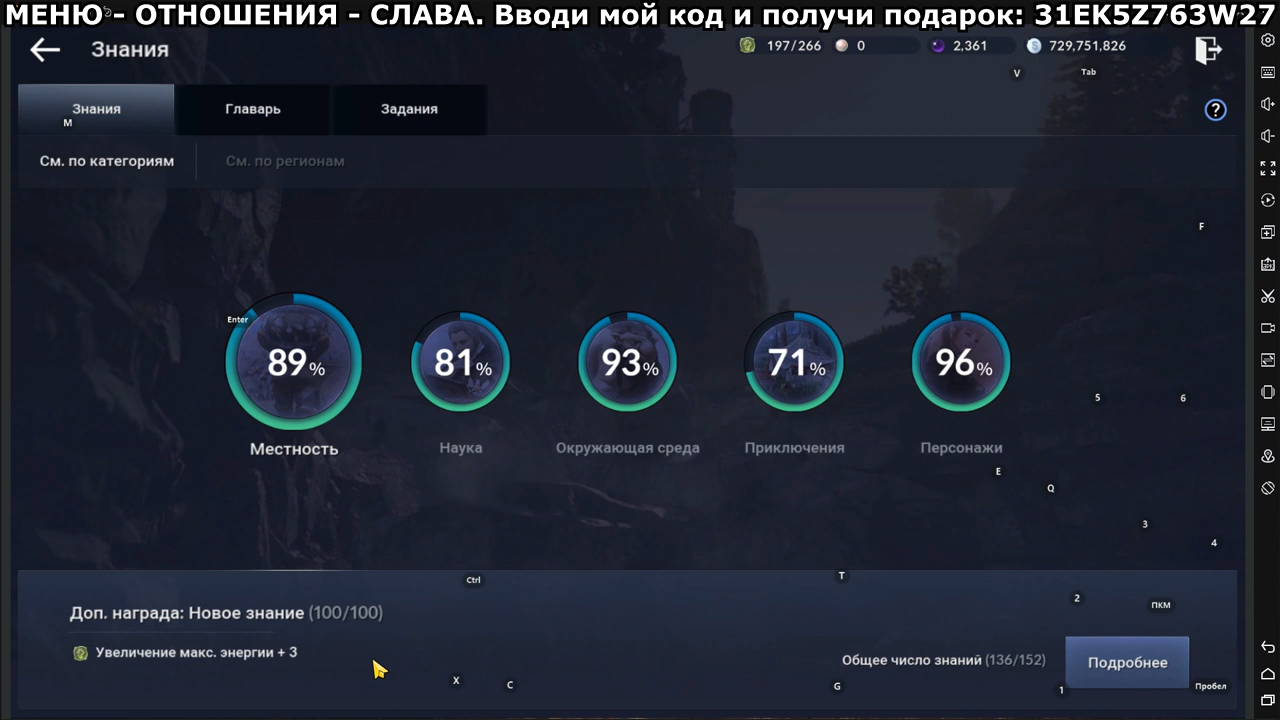 МЕНЮ - ОТНОШЕНИЯ - СЛАВА. Вводи мой код и получи подарок: 31EK5Z763W27
Знания
197/266
0
2,361
729,751,826
V
Tab
Знания
Главарь
Задания
?
M
См. по категориям
См. по регионам
F
Enter
89%
81%
93%
71%
96%
5
6
Местность
Наука
Окружающая среда
Приключения
Персонажи
E
Q
3
4
Ctrl
T
2
ПКМ
Доп. награда: Новое знание (100/100)
Увеличение макс. энергии + 3
Общее число знаний (136/152)
Подробнее
X
C
G
1
Пробел